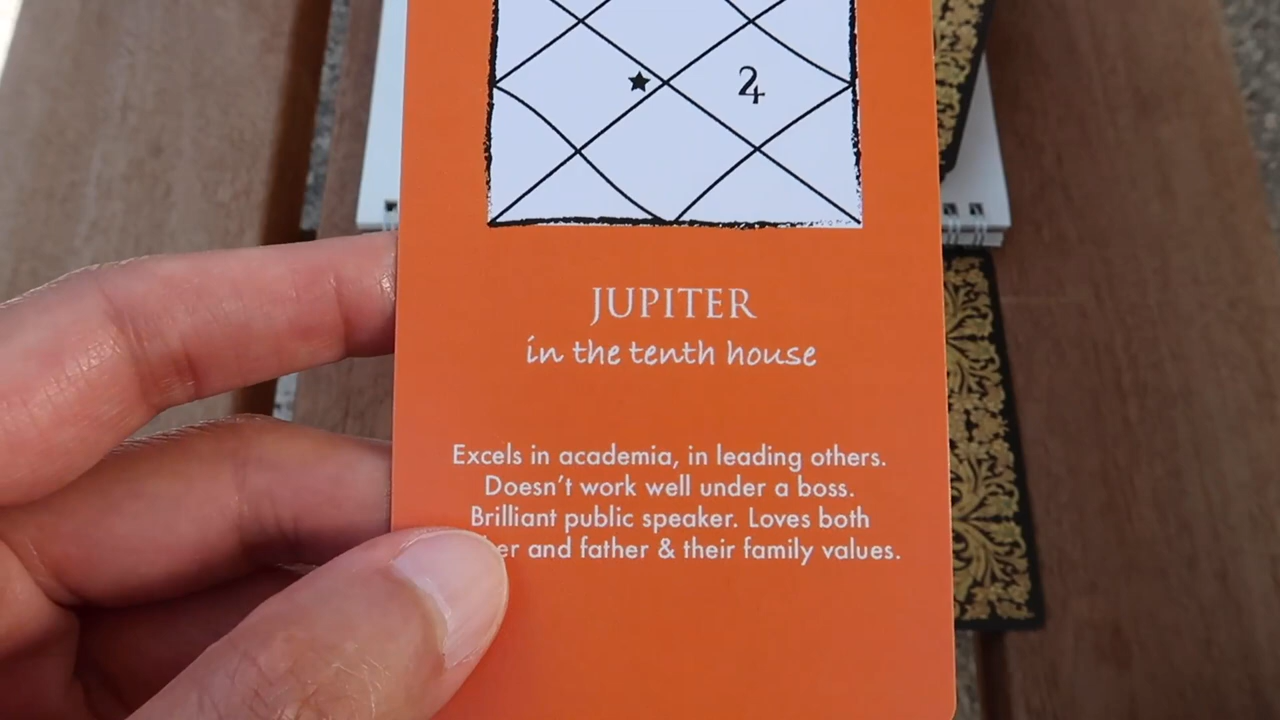 JUPITER
in the tenth house
Excels in academia, in leading others.
Doesn't work well under a boss.
Brilliant public speaker. Loves both
and father & their family values.